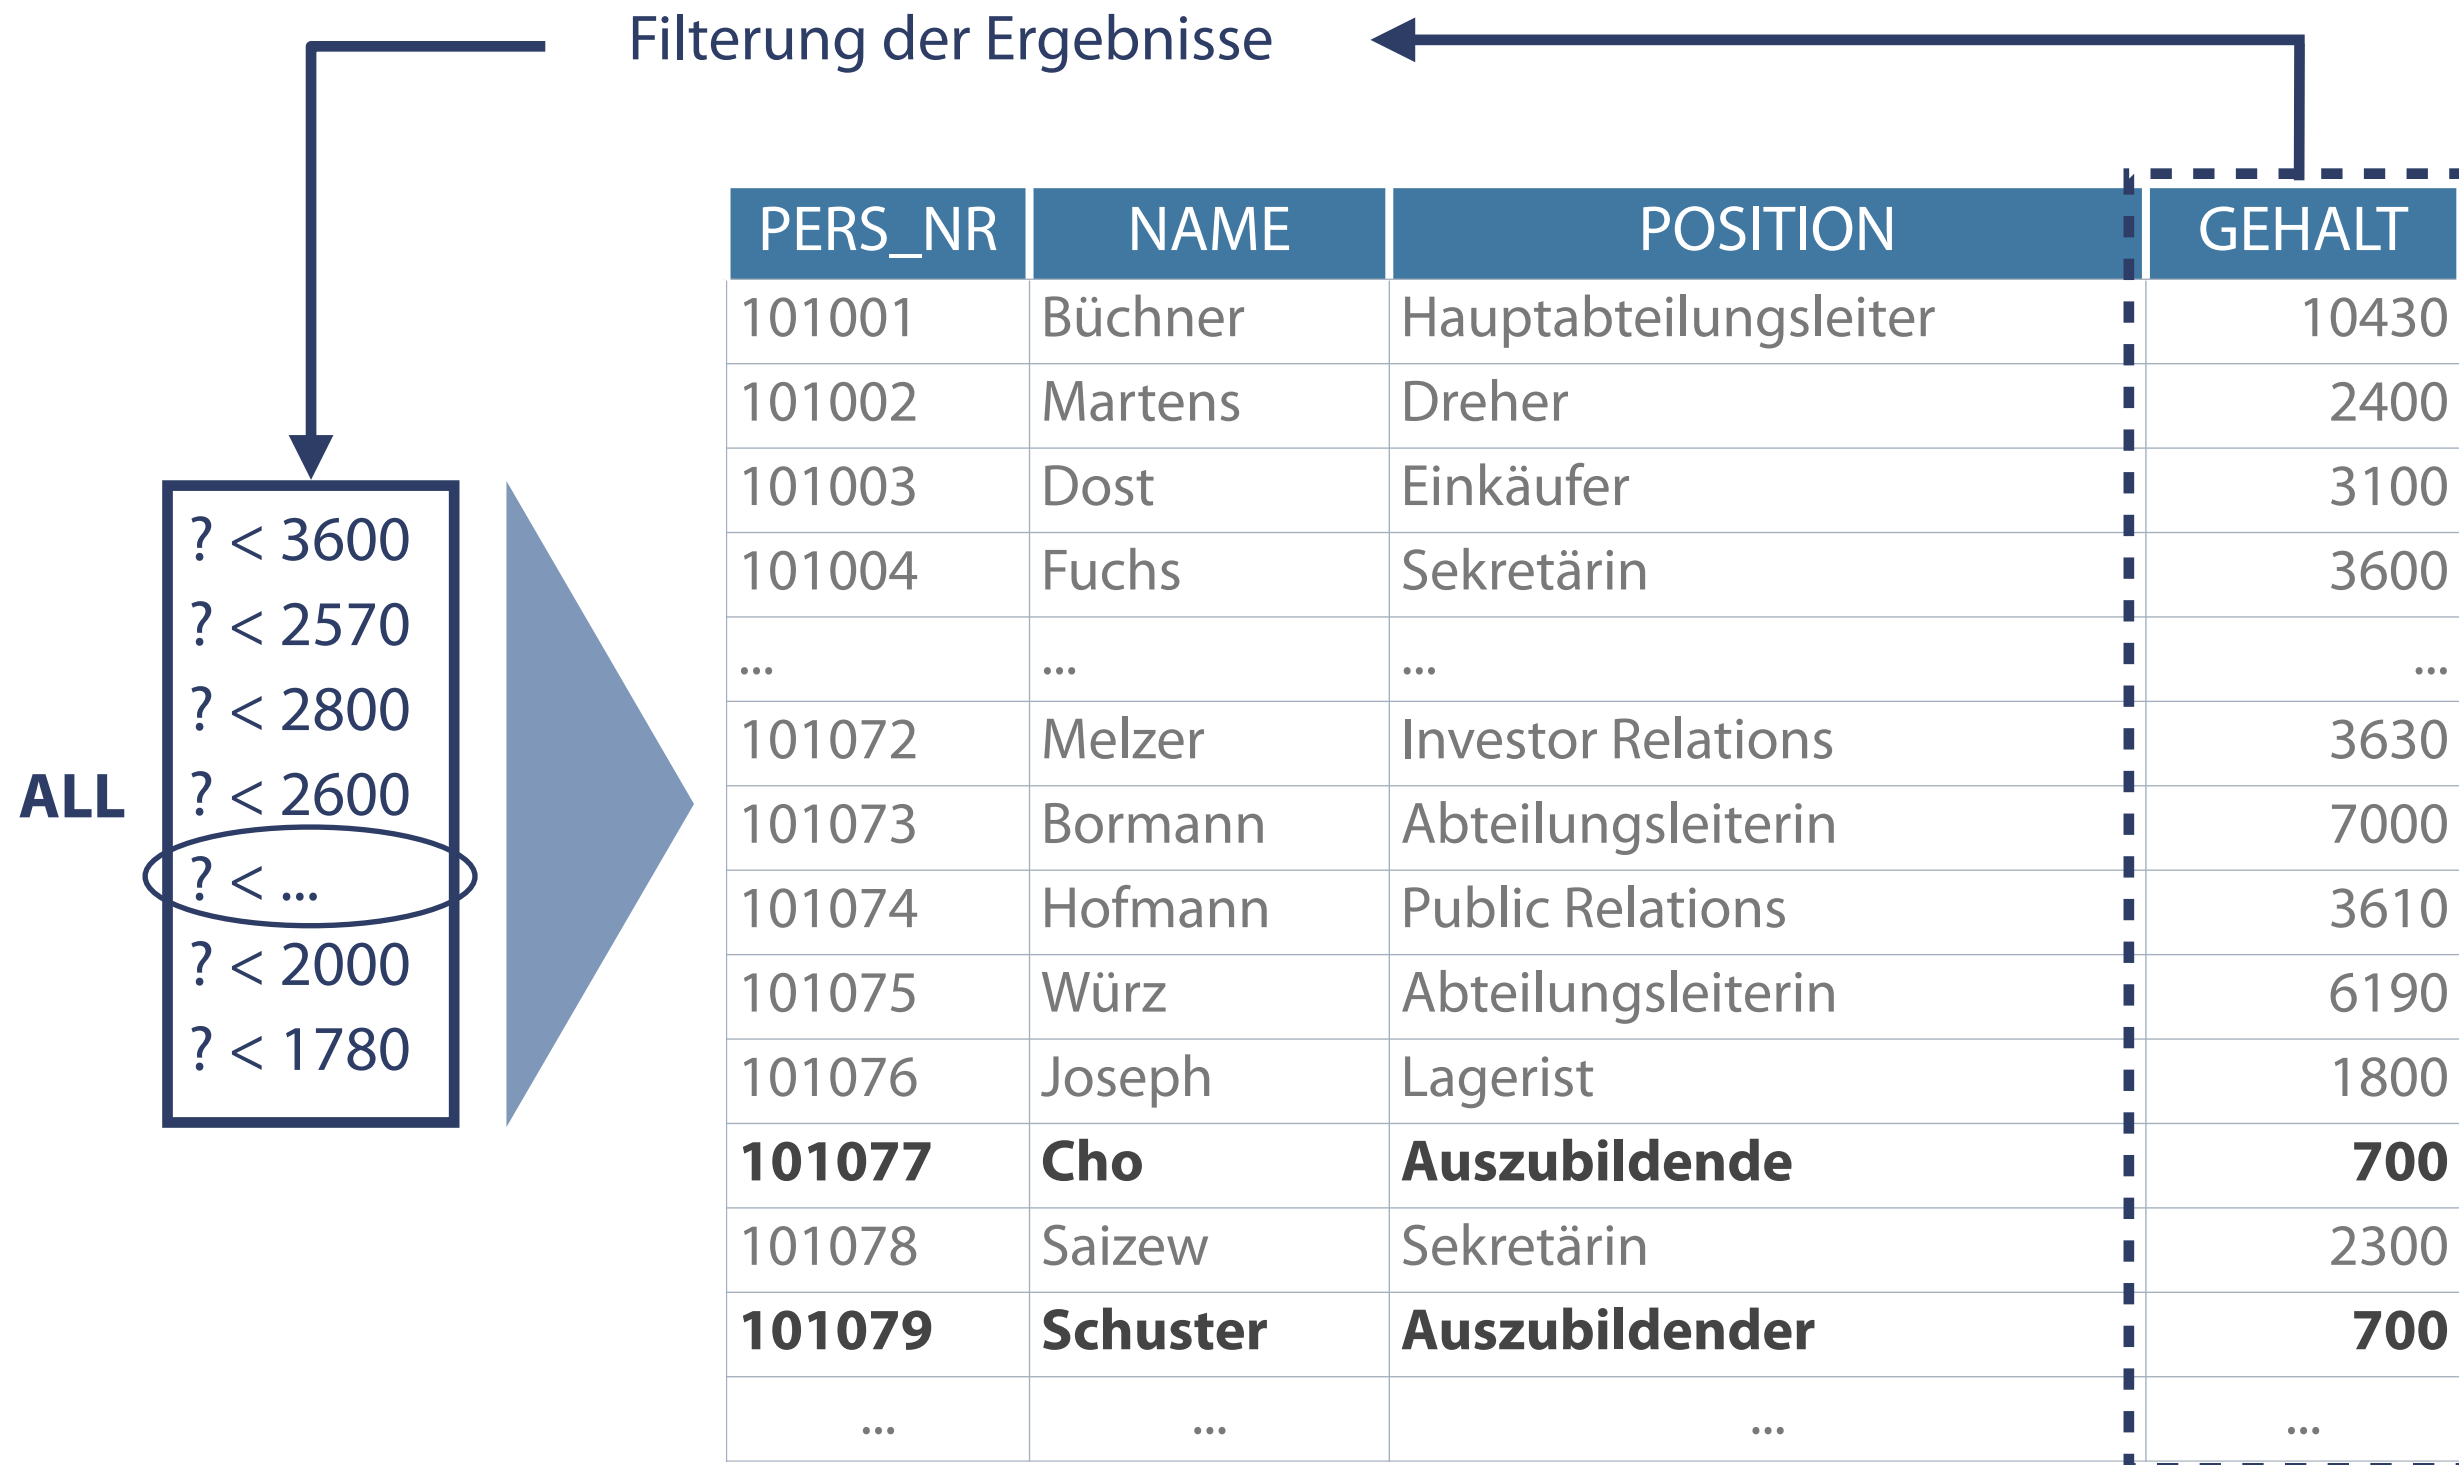 Filterung der Ergebnisse
ALL
? < 3600
? < 2570
? < 2800
? < 2600
? < ...
? < 2000
? < 1780
PERS_NR NAME POSITION GEHALT
101001 Büchner Hauptabteilungsleiter 10430
101002 Martens Dreher 2400
101003 Dost Einkäufer 3100
101004 Fuchs Sekretärin 3600
... ... ... ...
101072 Melzer Investor Relations 3630
101073 Bormann Abteilungsleiterin 7000
101074 Hofmann Public Relations 3610
101075 Würz Abteilungsleiterin 6190
101076 Joseph Lagerist 1800
101077 Cho Auszubildende 700
101078 Saizew Sekretärin 2300
101079 Schuster Auszubildender 700
... ... ... ...